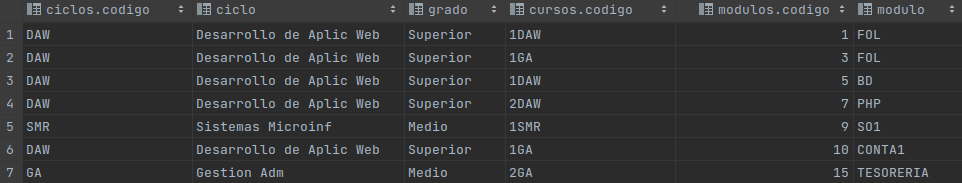 ciclos.codigo ciclo grado cursos.codigo modulos.codigo modulo
1 DAW Desarrollo de Aplic Web Superior 1DAW 1 FOL
2 DAW Desarrollo de Aplic Web Superior 1GA 3 FOL
3 DAW Desarrollo de Aplic Web Superior 1DAW 5 BD
4 DAW Desarrollo de Aplic Web Superior 2DAW 7 PHP
5 SMR Sistemas Microinf Medio 1SMR 9 SO1
6 DAW Desarrollo de Aplic Web Superior 1GA 10 CONTA1
7 GA Gestion Adm Medio 2GA 15 TESORERIA